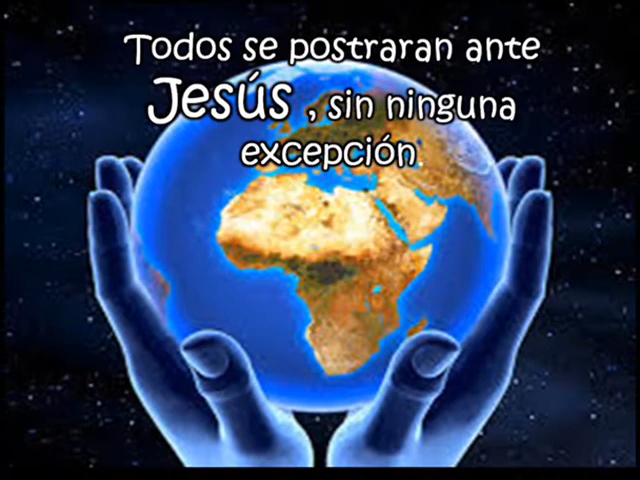 Todos se postraran ante
Jesús , sin ninguna
excepción.